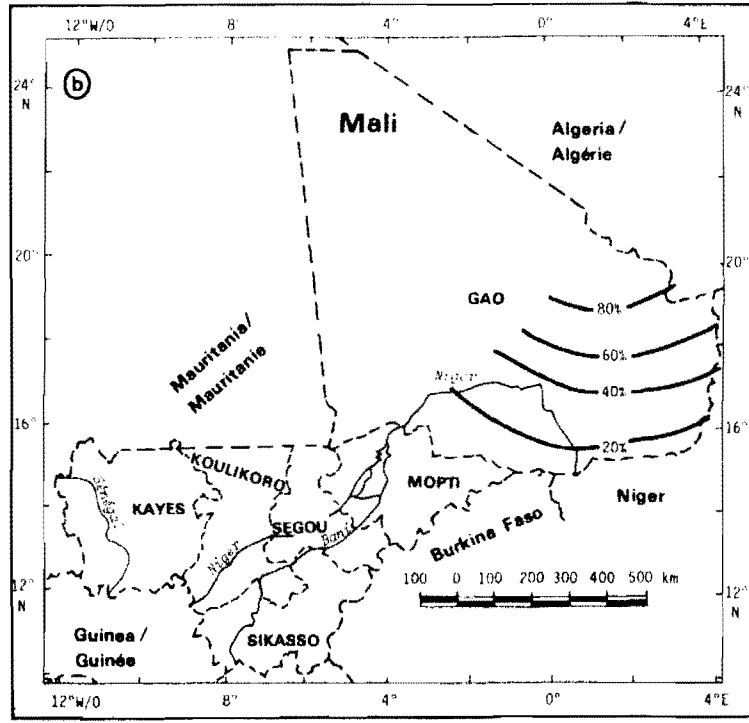 12°W/O 8° 4° 0° 4°E
b
24°
N
24°
N
Mali
Algeria /
Algérie
20°
20°
GAO
80%
60%
40%
20%
Mauritania /
Mauritanie
Niger
16°
16°
KOULIKORO
KAYES
MOPTI
SEGOU
Niger
Bani
Niger
Burkina Faso
100 0 100 200 300 400 500 km
12°
N
12°
N
Guinea /
Guinée
SIKASSO
12°W/O 8° 4° 0° 4°E